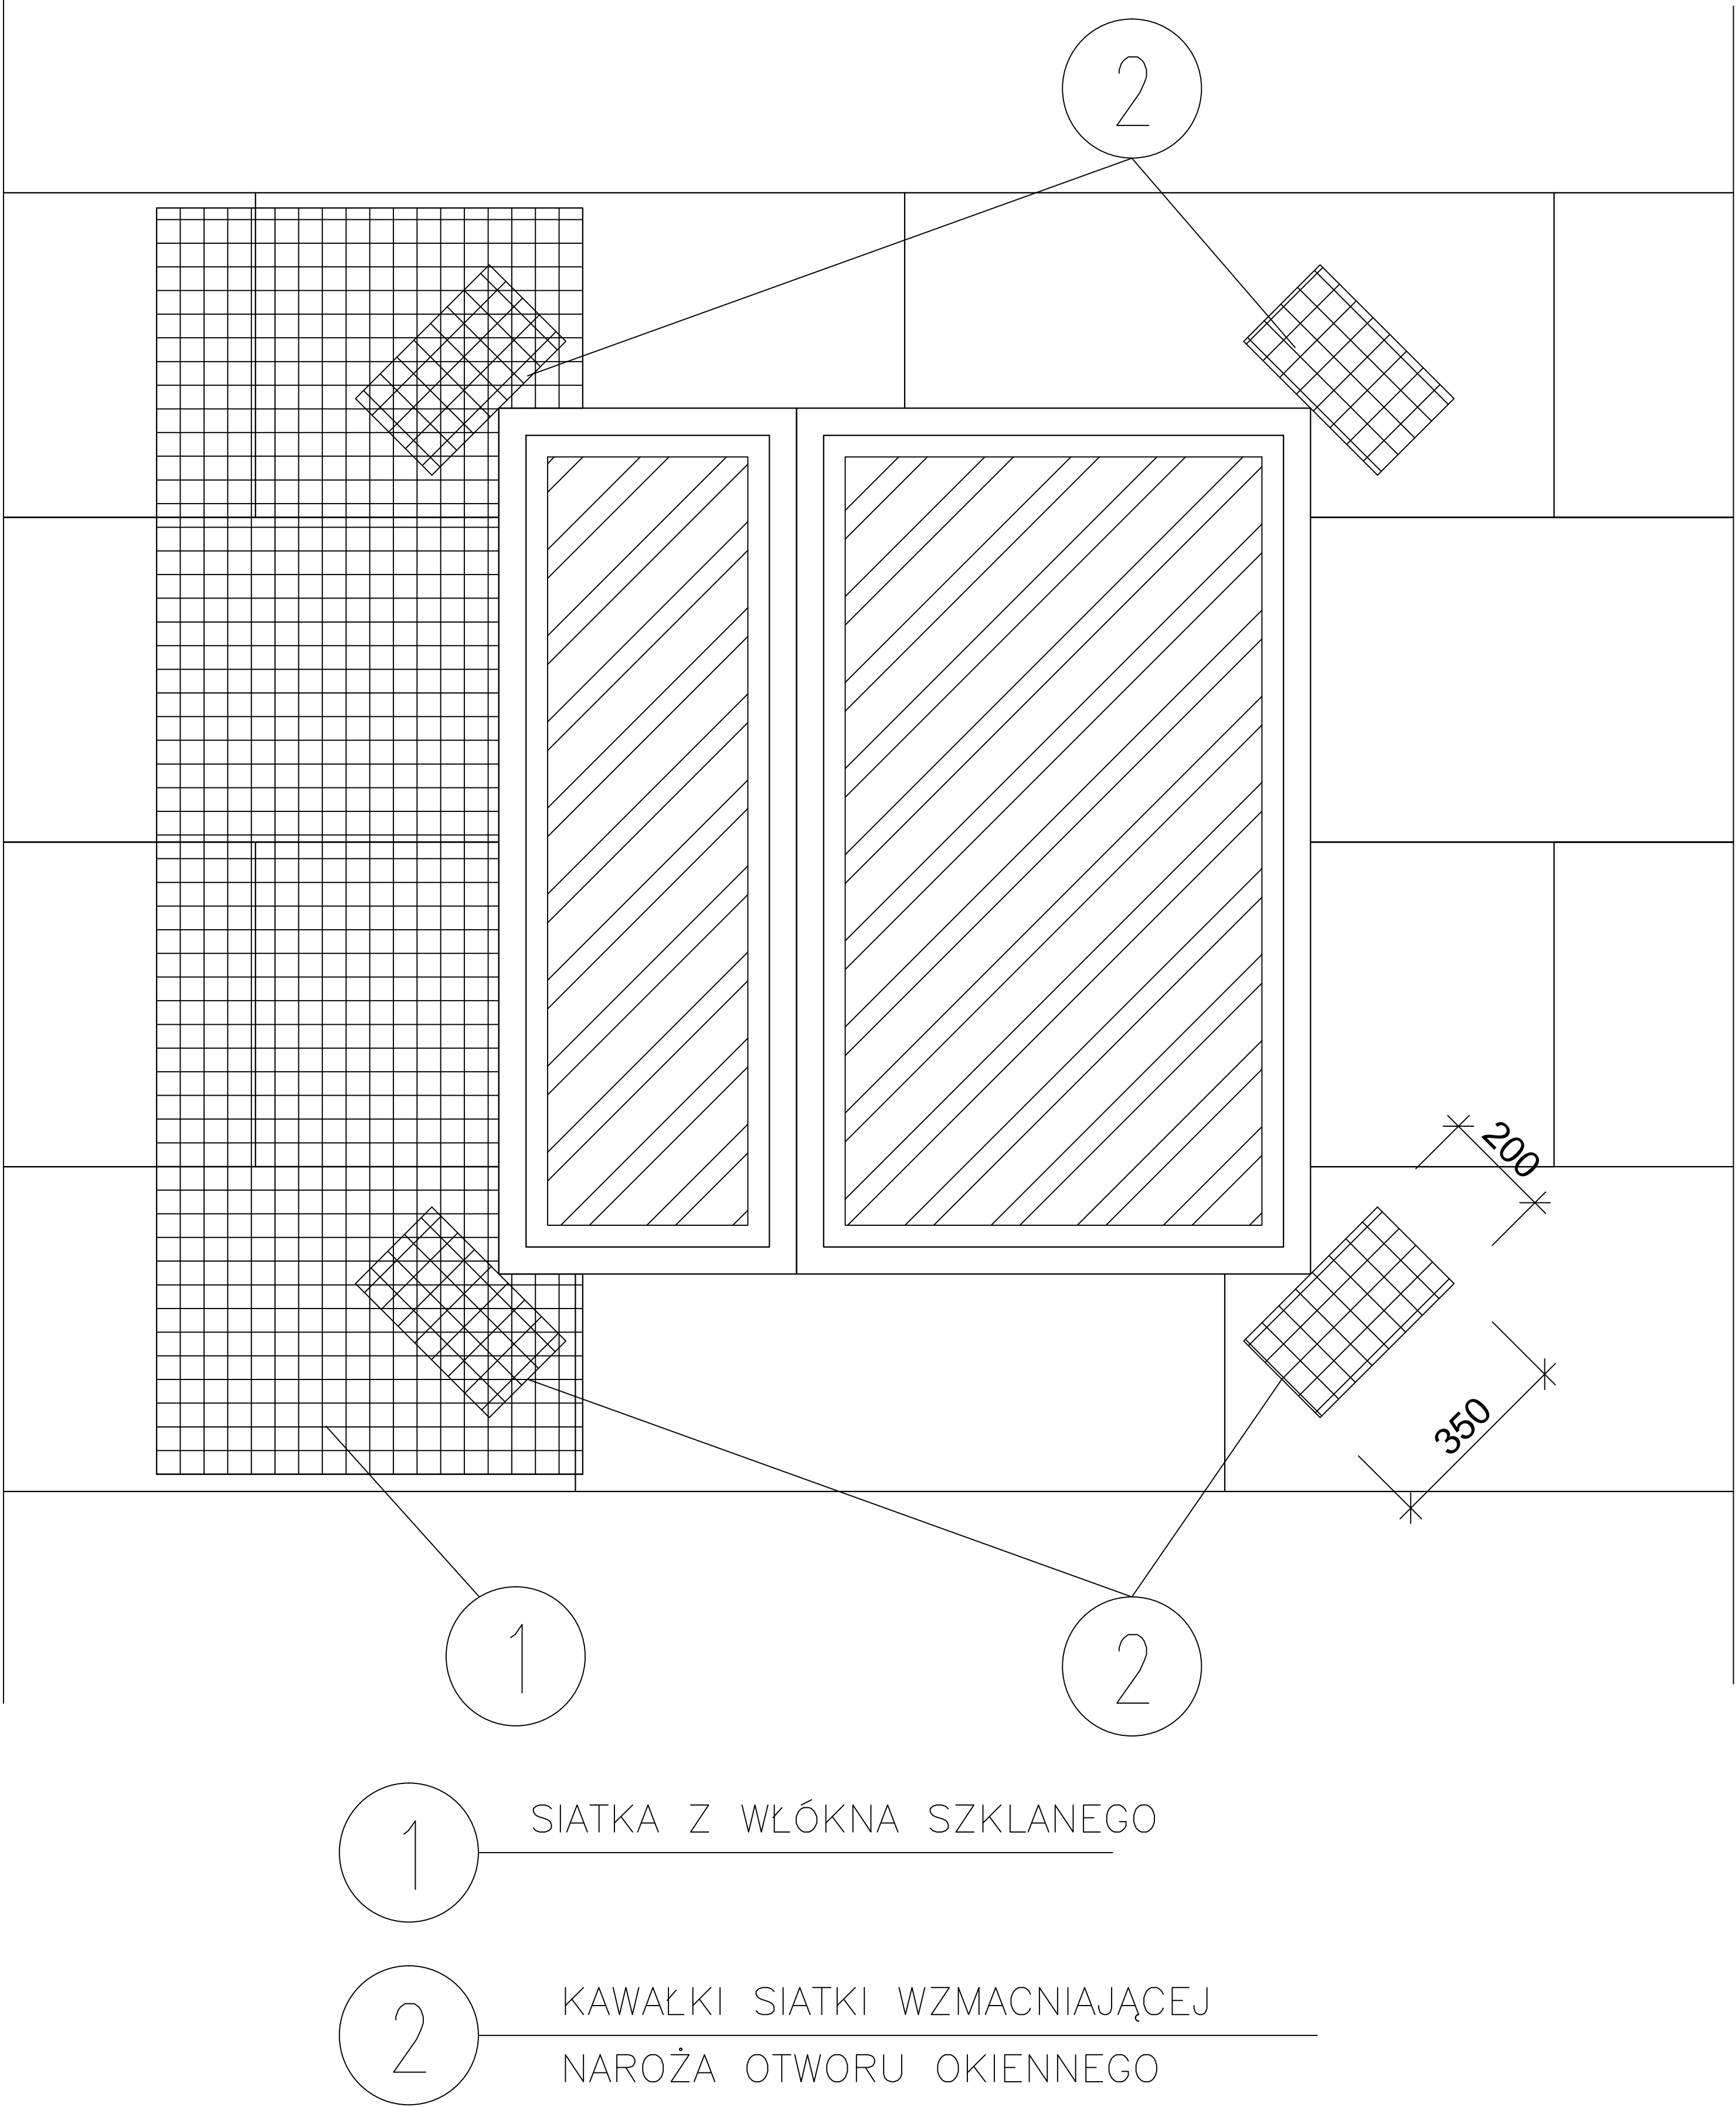 2
200
350
1
2
1 SIATKA Z WŁÓKNA SZKLANEGO
2 KAWAŁKI SIATKI WZMACNIAJĄCEJ
NAROŻA OTWORU OKIENNEGO